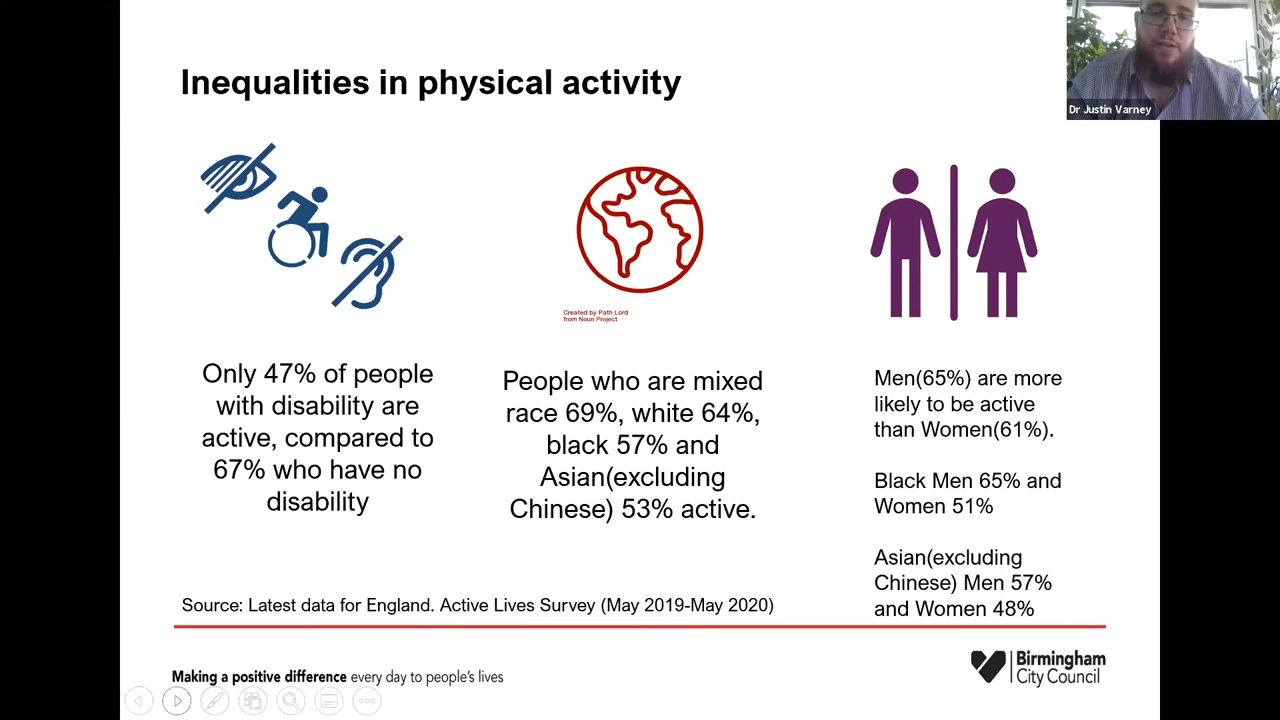 Inequalities in physical activity
Dr Justin Varney
Created by Path Lord
from Noun Project
Only 47% of people
with disability are
active, compared to
67% who have no
disability
People who are mixed
race 69%, white 64%,
black 57% and
Asian(excluding
Chinese) 53% active.
Men(65%) are more
likely to be active
than Women(61%).
Black Men 65% and
Women 51%
Asian(excluding
Chinese) Men 57%
and Women 48%
Source: Latest data for England. Active Lives Survey (May 2019-May 2020)
Making a positive difference every day to people's lives
Birmingham
City Council